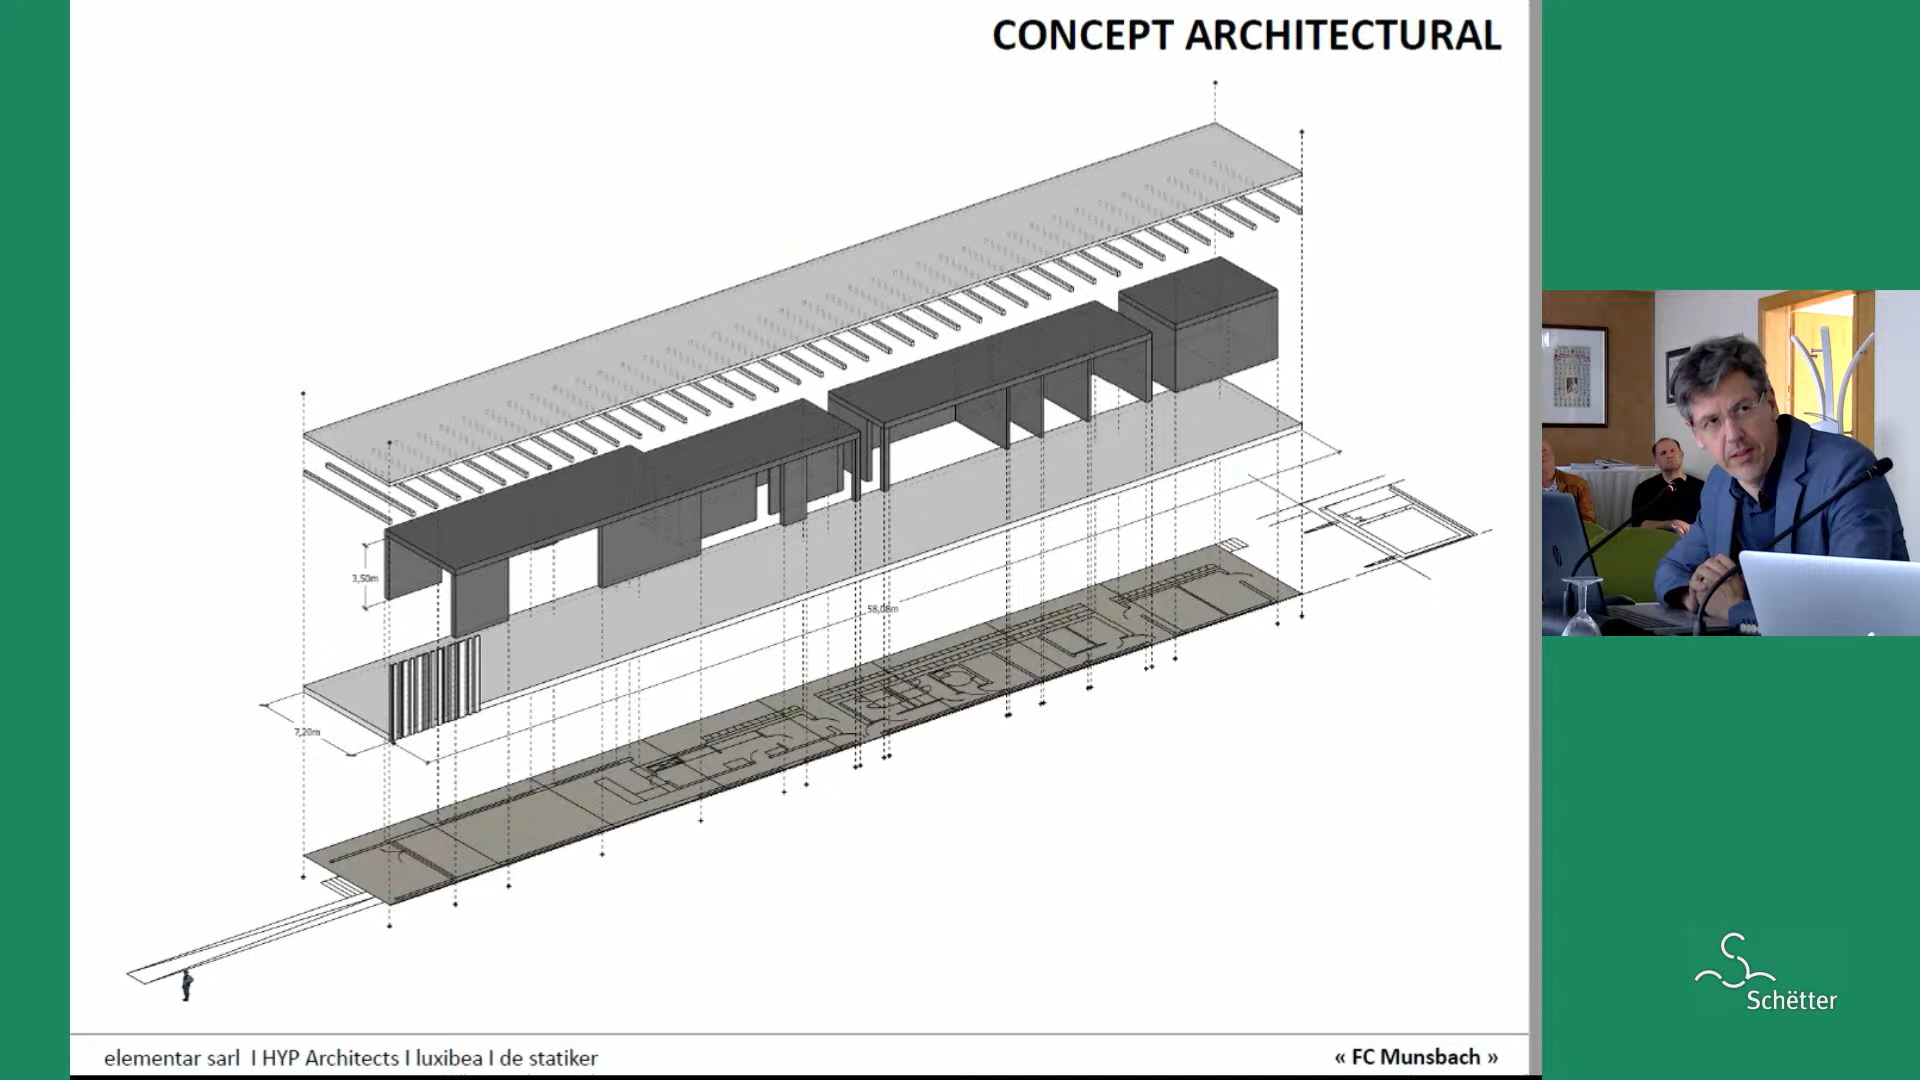 CONCEPT ARCHITECTURAL
3,50m
58,08m
7,20m
elementar sarl I HYP Architects I luxibea I de statiker
« FC Munsbach »
Schëtter